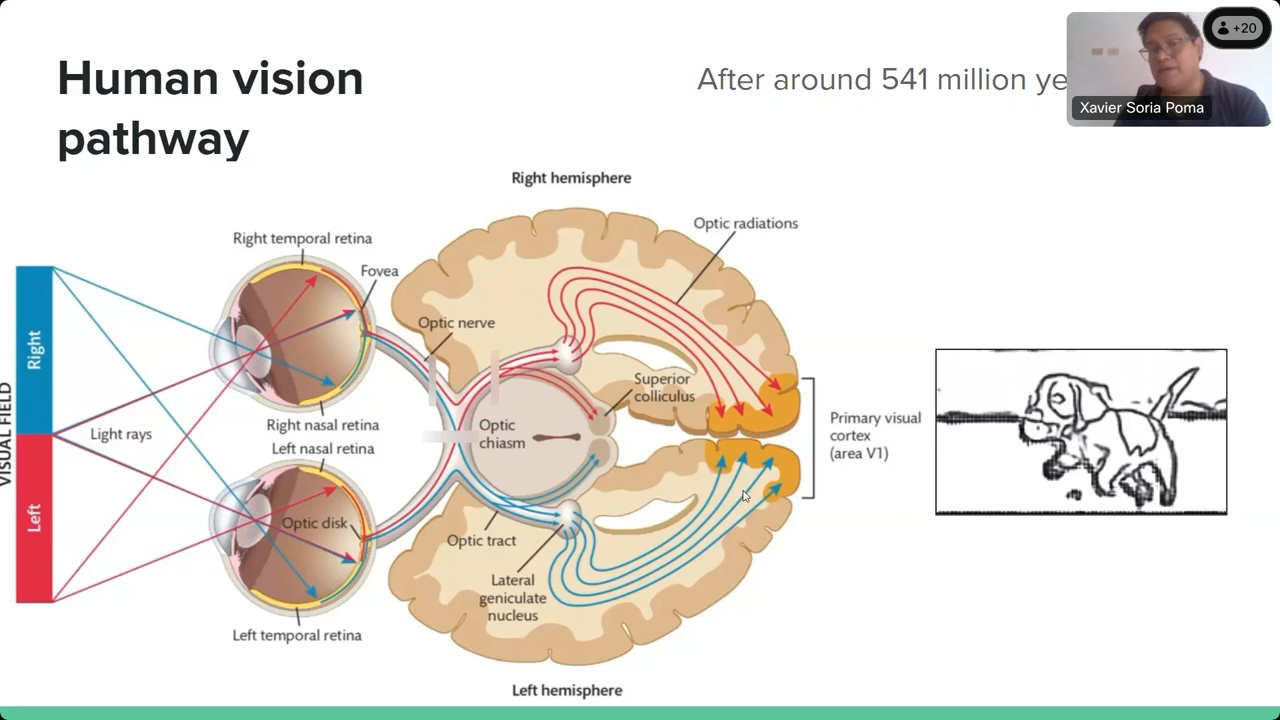 Human vision
pathway
After around 541 million
+20
Xavier Soria Poma
Right hemisphere
Optic radiations
Right temporal retina
Fovea
Optic nerve
Right
Superior
colliculus
Optic
chiasm
Primary visual
cortex
(area V1)
Right nasal retina
Left nasal retina
Light rays
VISUAL FIELD
Left
Optic disk
Optic tract
Lateral
geniculate
nucleus
Left temporal retina
Left hemisphere